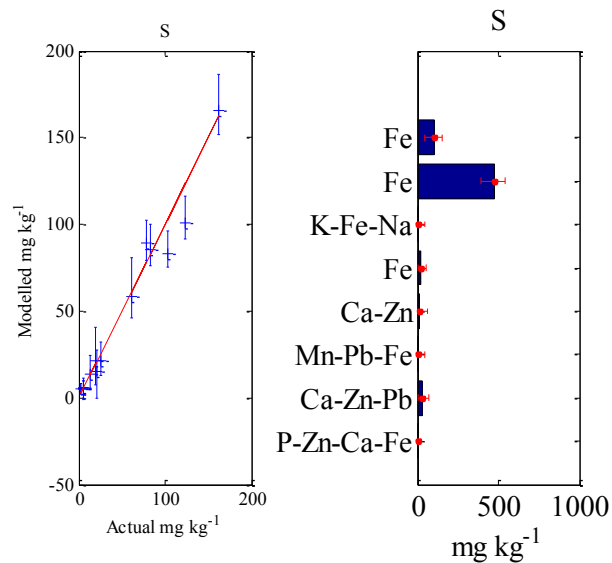 S
200
150
100
50
0
-50
Modelled mg kg⁻¹
0
100
200
Actual mg kg⁻¹
S
Fe
Fe
K-Fe-Na
Fe
Ca-Zn
Mn-Pb-Fe
Ca-Zn-Pb
P-Zn-Ca-Fe
0
500
1000
mg kg⁻¹